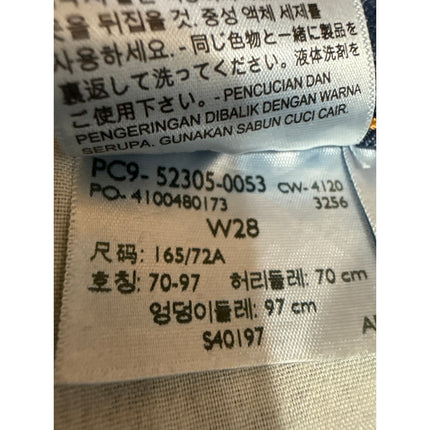 옷을 뒤집을 것, 중성 액체 세제를
사용하세요. - 同じ色物と一緒に製品を
裏返して洗ってください。液体洗剤を
ご使用下さい。- PENCUCIAN DAN
PENGERINGAN DIBALIK DENGAN WARNA
SERUPA. GUNAKAN SABUN CUCI CAIR.
PC9- 52305-0053 CW- 4120
PO- 4100480173 3256
W28
尺码: 165/72A
호칭: 70-97 허리둘레: 70 cm
엉덩이둘레: 97 cm
S40197